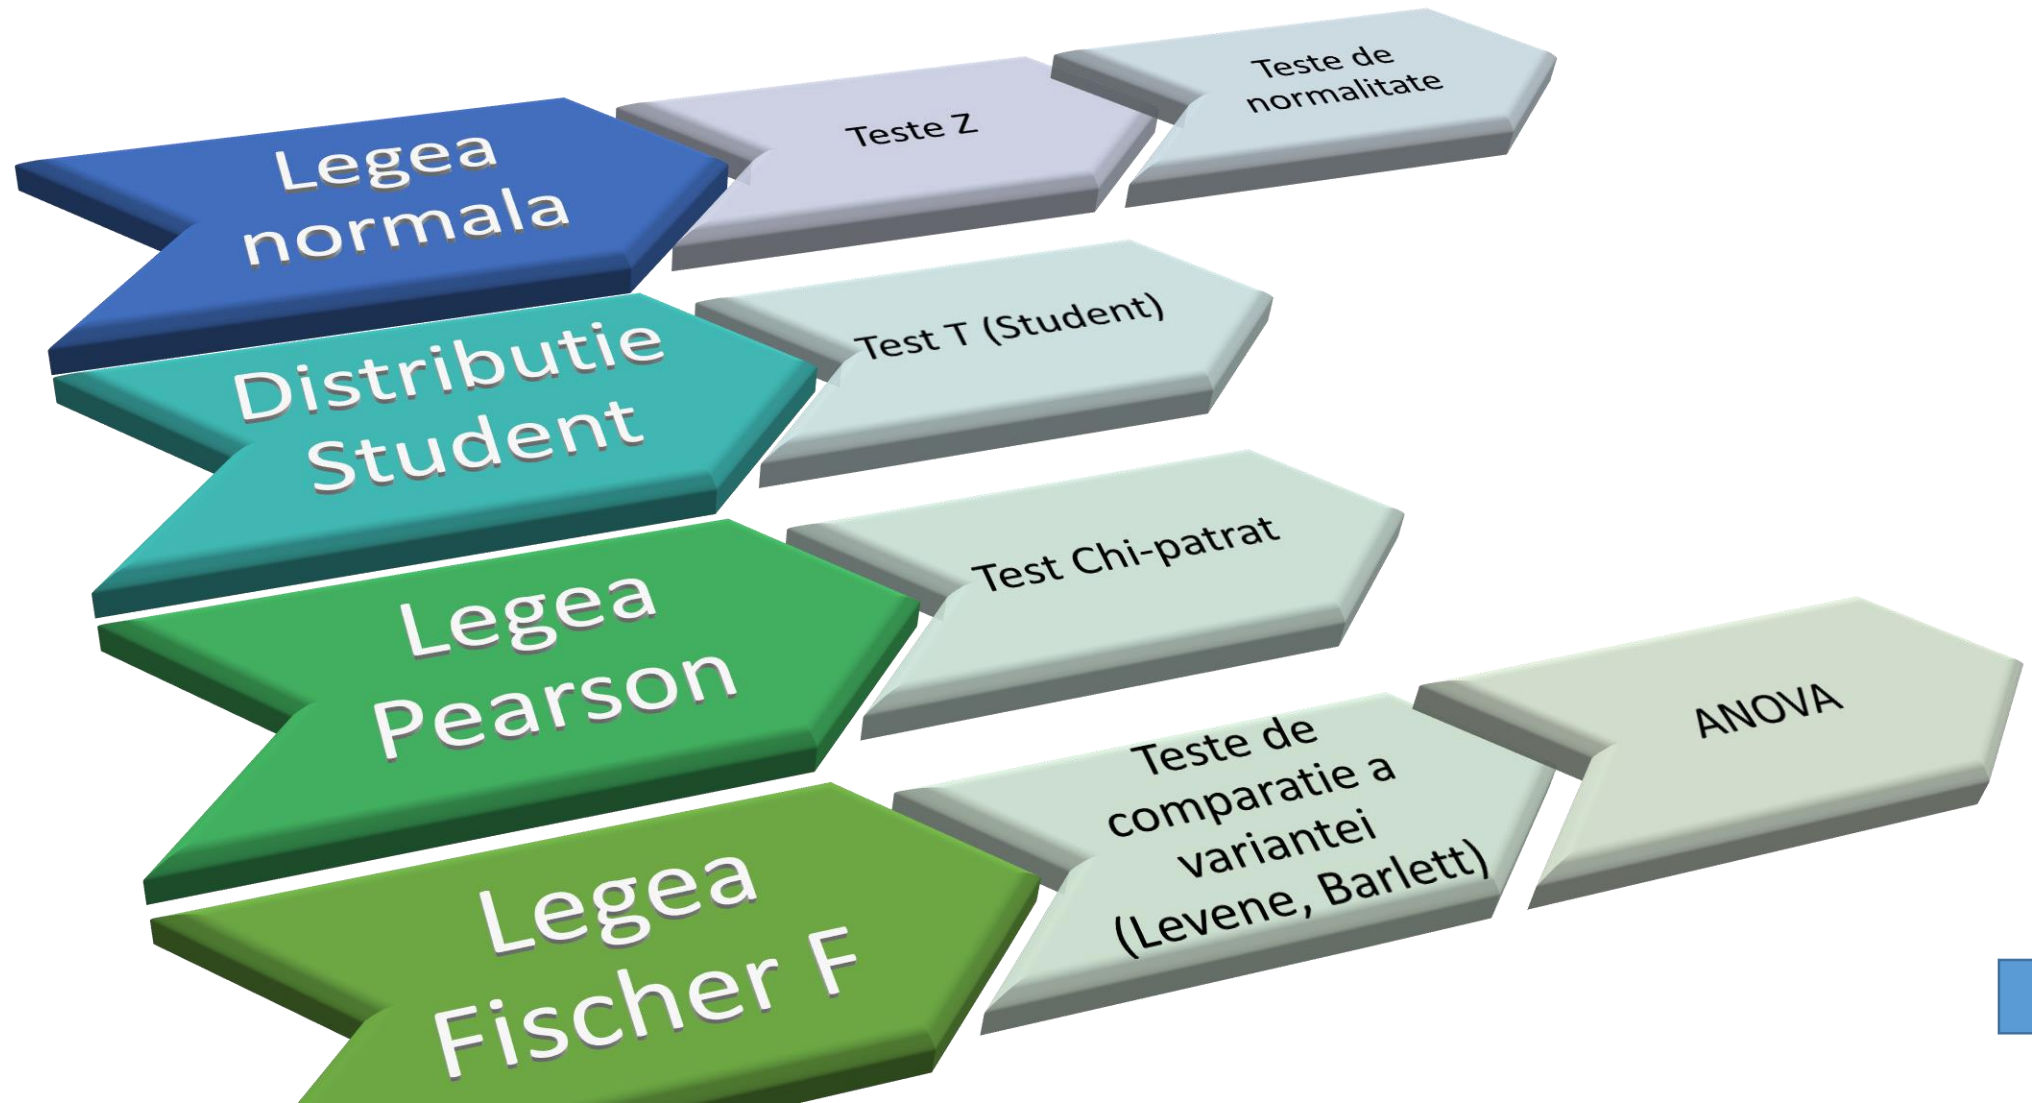 Legea
normala
Teste Z
Teste de
normalitate
Distributie
Student
Test T (Student)
Legea
Pearson
Test Chi-patrat
Legea
Fischer F
Teste de
comparatie a
variantei
(Levene, Barlett)
ANOVA